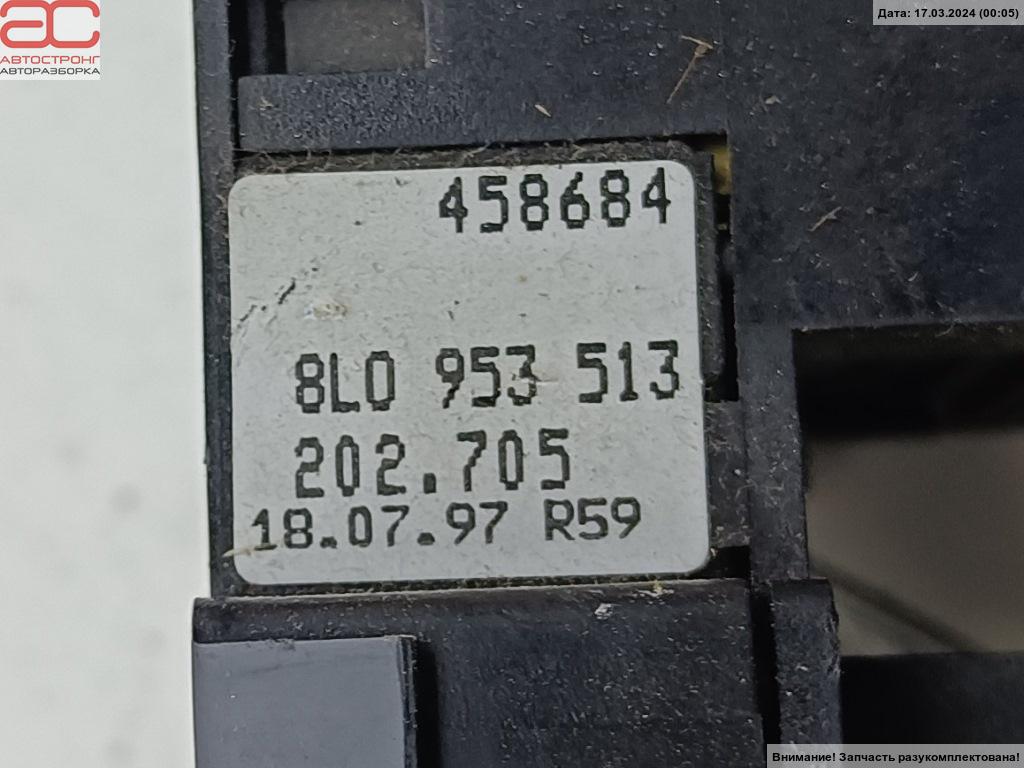 Дата: 17.03.2024 (00:05)
АВТОСТРОНГ
АВТОРАЗБОРКА
458684
8L0 953 513
202.705
18.07.97 R59
Внимание! Запчасть разукомплектована!